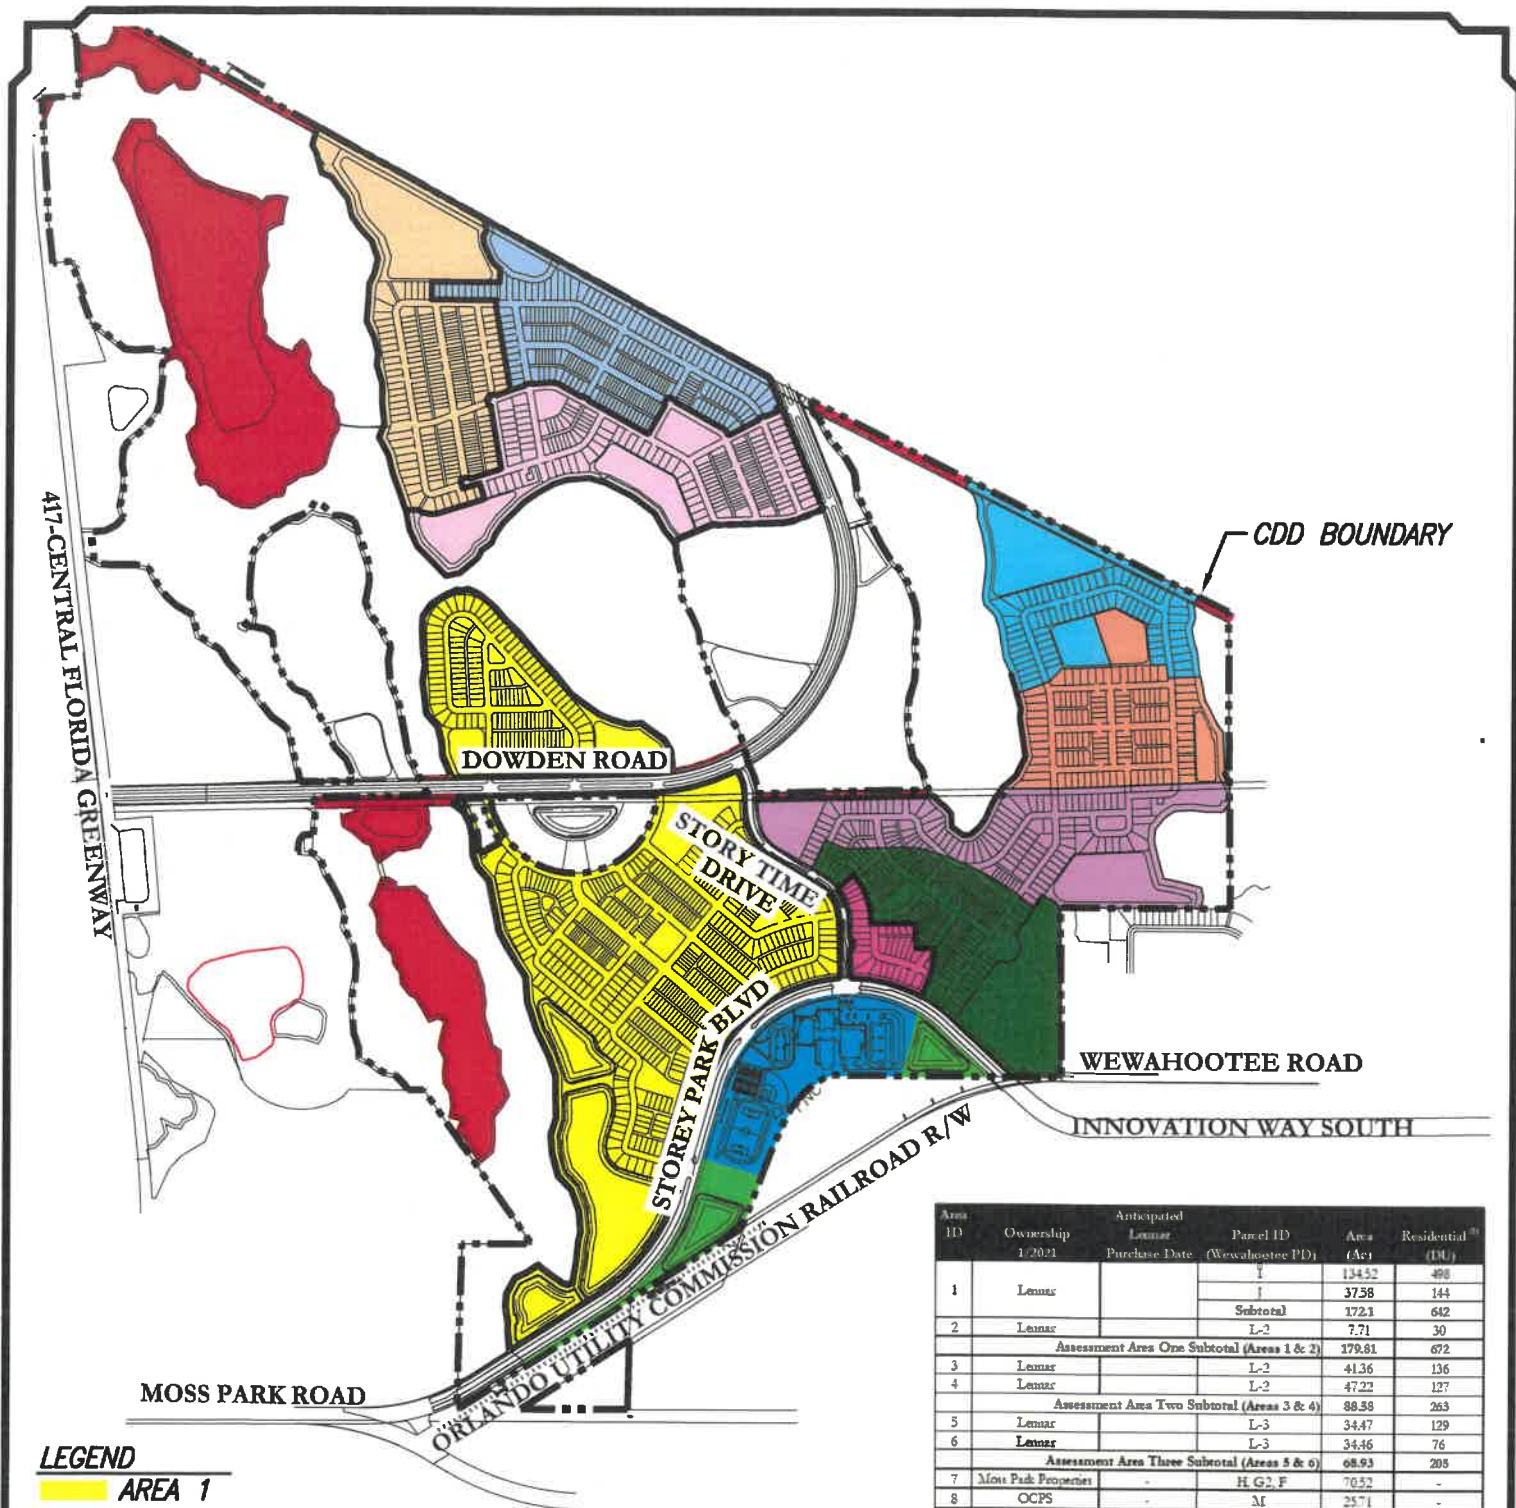 CDD BOUNDARY
417-CENTRAL FLORIDA GREENWAY
DOWDEN ROAD
STORY TIME
DRIVE
STOREY PARK BLVD
WEWAHOOTEE ROAD
INNOVATION WAY SOUTH
ORLANDO UTILITY COMMISSION RAILROAD R/W
MOSS PARK ROAD
LEGEND
AREA 1
Area ID Ownership 1/2021 Anticipated Lennar Purchase Date Parcel ID (Wewahootee PD) Area (Ac) Residential (DU)
1 Lennar 134.52 498
37.58 144
Subtotal 172.1 642
2 Lennar L-2 7.71 30
Assessment Area One Subtotal (Areas 1 & 2) 179.81 672
3 Lennar L-2 41.36 136
4 Lennar L-2 47.22 127
Assessment Area Two Subtotal (Areas 3 & 4) 88.58 263
5 Lennar L-3 34.47 129
6 Lennar L-3 34.46 76
Assessment Area Three Subtotal (Areas 5 & 6) 68.93 205
7 Moss Park Properties - H, G2, F 70.52 -
8 OCPS - M 25.71 -